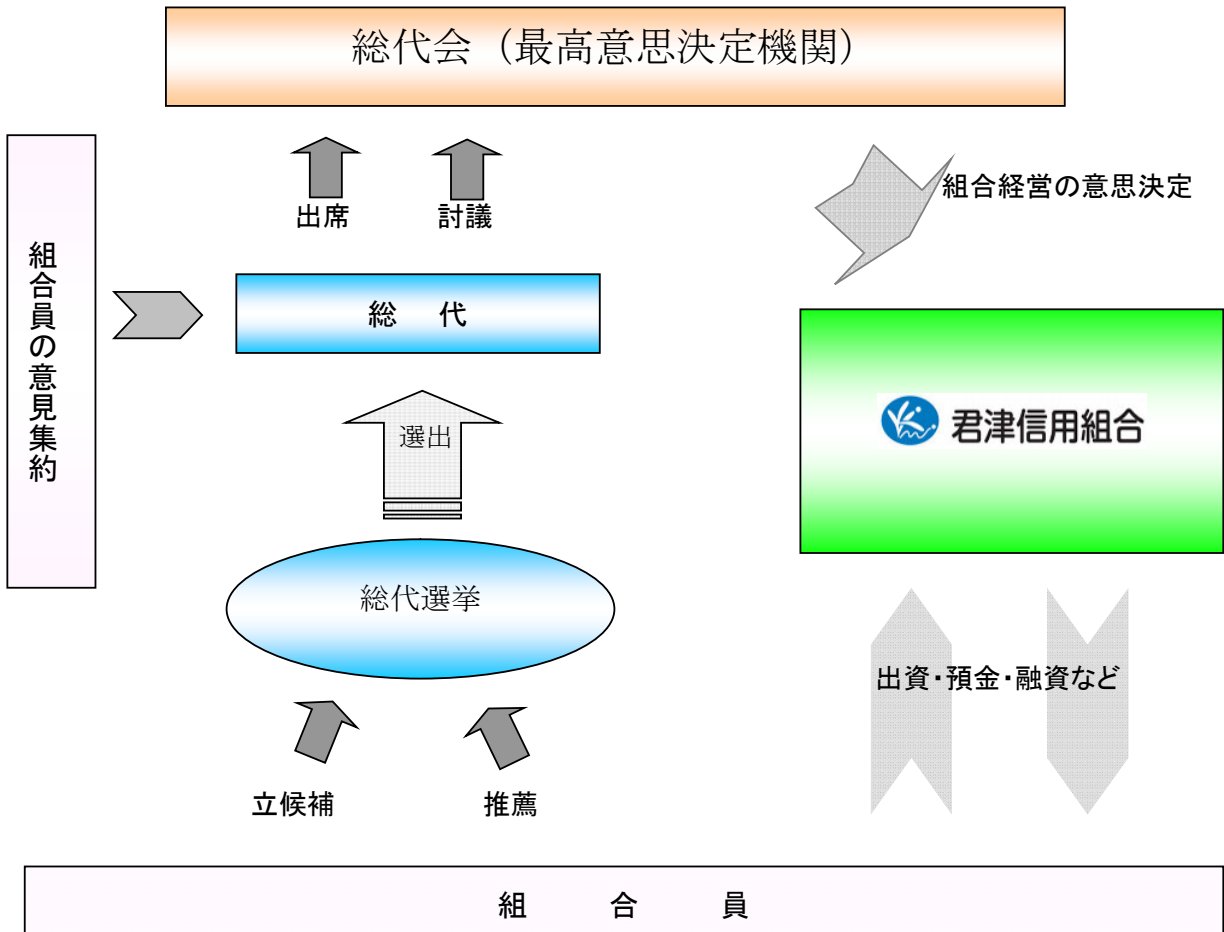 総代会（最高意思決定機関）
出席
討議
組合経営の意思決定
組合員の意見集約
総　代
君津信用組合
選出
総代選挙
出資・預金・融資など
立候補
推薦
組　合　員